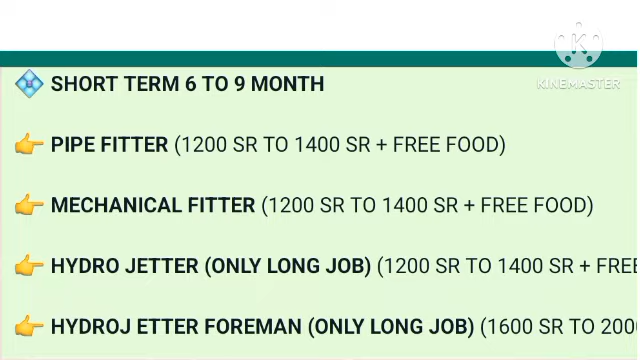 KINEMASTER
SHORT TERM 6 TO 9 MONTH
PIPE FITTER (1200 SR TO 1400 SR + FREE FOOD)
MECHANICAL FITTER (1200 SR TO 1400 SR + FREE FOOD)
HYDRO JETTER (ONLY LONG JOB) (1200 SR TO 1400 SR + FREE
HYDROJ ETTER FOREMAN (ONLY LONG JOB) (1600 SR TO 200